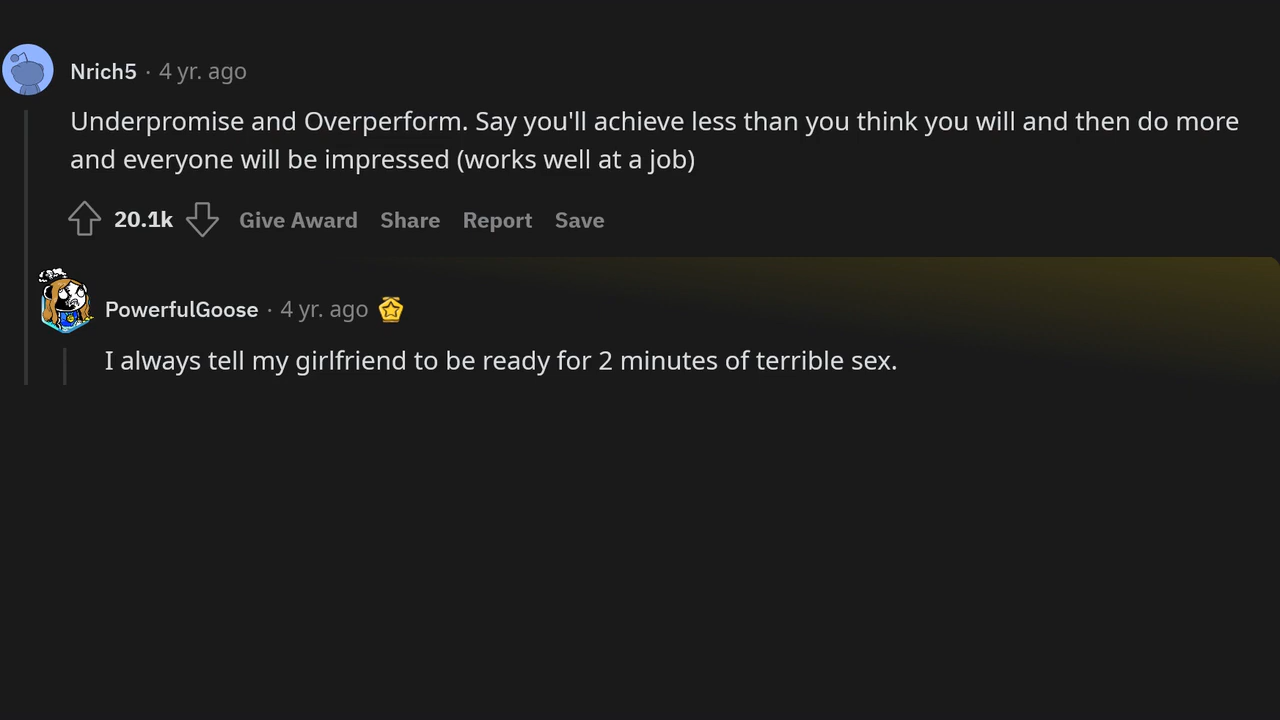 Nrich5 · 4 yr. ago
Underpromise and Overperform. Say you'll achieve less than you think you will and then do more
and everyone will be impressed (works well at a job)
20.1k Give Award Share Report Save
PowerfulGoose · 4 yr. ago
I always tell my girlfriend to be ready for 2 minutes of terrible sex.